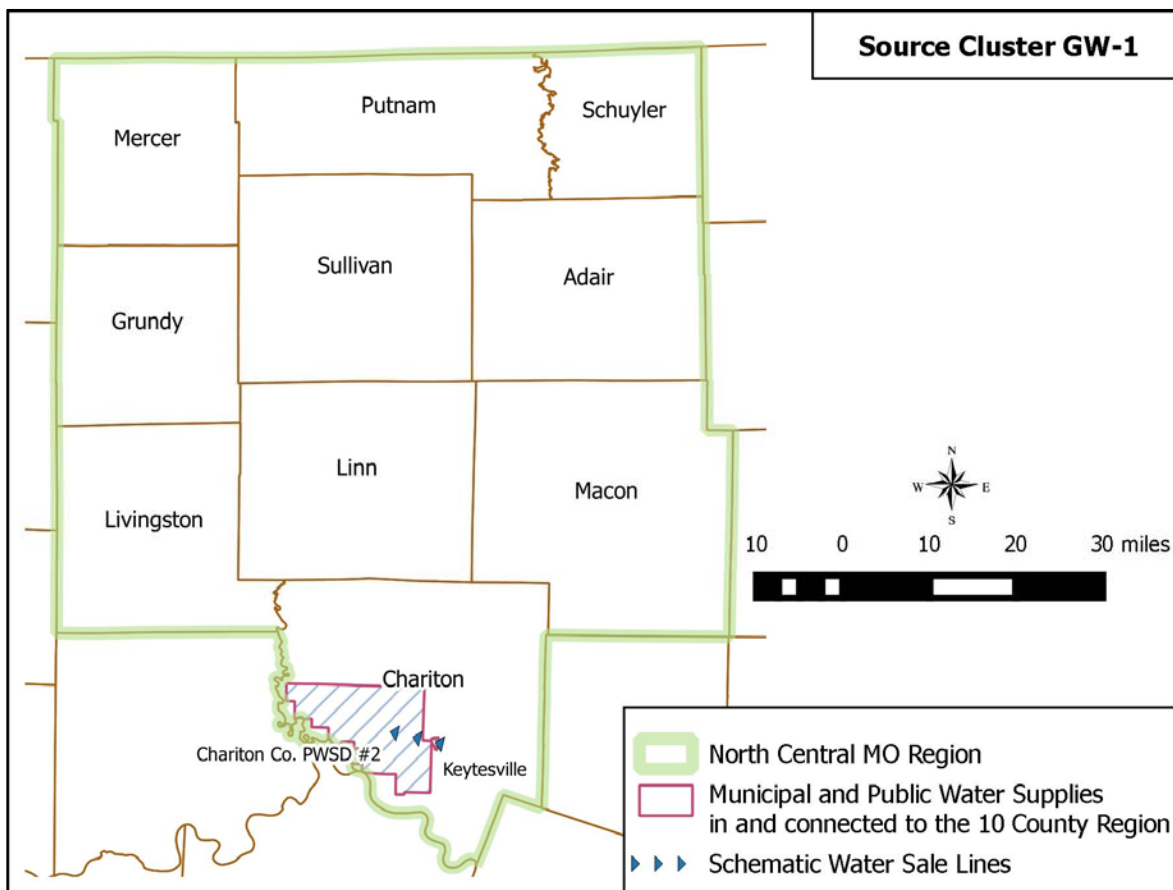 Source Cluster GW-1
Putnam
Schuyler
Mercer
Sullivan
Adair
Grundy
Linn
Macon
Livingston
N
W E
S
10 0 10 20 30 miles
Chariton
Chariton Co. PWSD #2
Keytesville
North Central MO Region
Municipal and Public Water Supplies
in and connected to the 10 County Region
Schematic Water Sale Lines